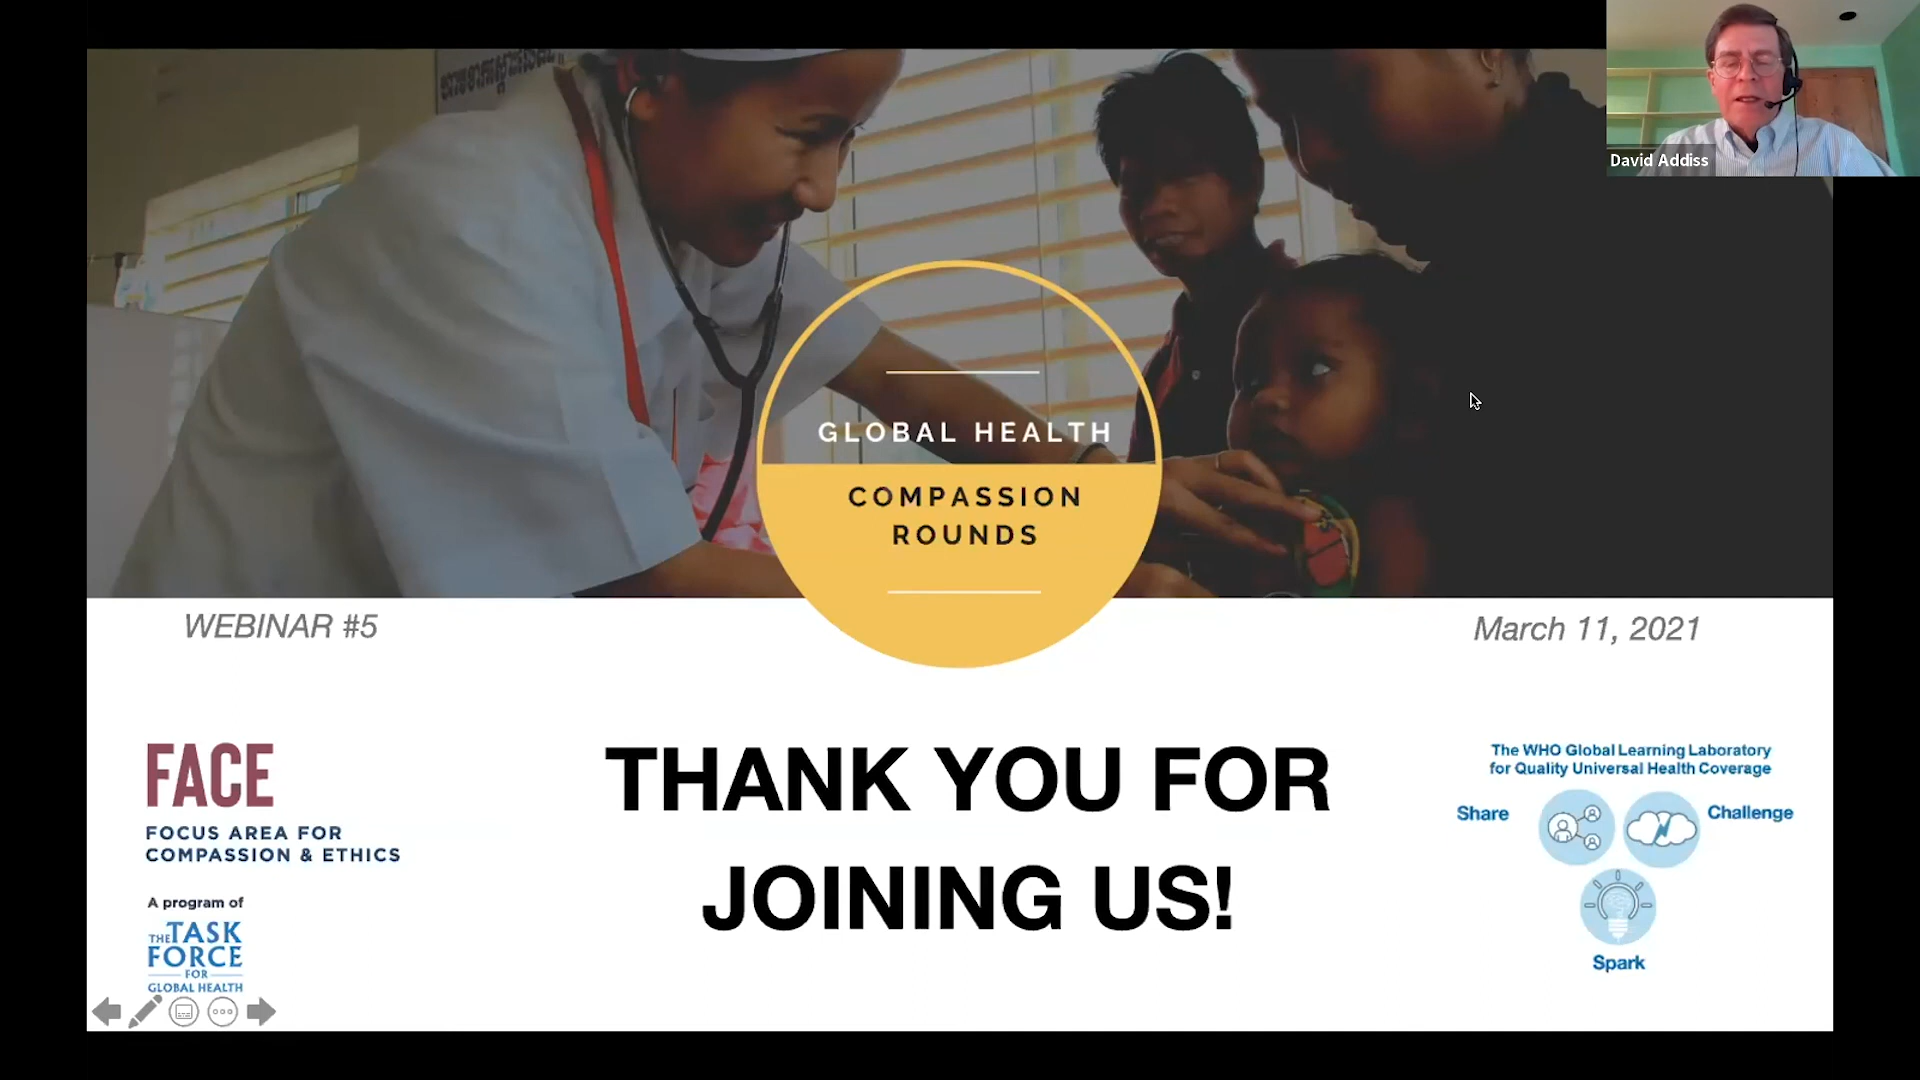 David Addiss
GLOBAL HEALTH
COMPASSION
ROUNDS
WEBINAR #5
March 11, 2021
FACE
FOCUS AREA FOR
COMPASSION & ETHICS
A program of
THE TASK
FORCE
FOR
GLOBAL HEALTH
THANK YOU FOR
JOINING US!
The WHO Global Learning Laboratory
for Quality Universal Health Coverage
Share
Challenge
Spark